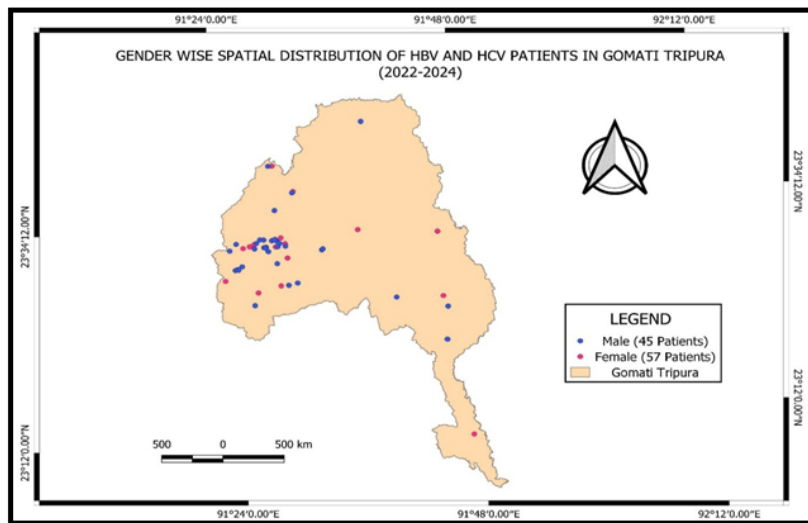 91°24'0.00"E 91°48'0.00"E 92°12'0.00"E
GENDER WISE SPATIAL DISTRIBUTION OF HBV AND HCV PATIENTS IN GOMATI TRIPURA
(2022-2024)
23°34'12.00"N
23°34'12.00"N
LEGEND
Male (45 Patients)
Female (57 Patients)
Gomati Tripura
23°12'0.00"N
500 0 500 km
23°12'0.00"N
91°24'0.00"E 91°48'0.00"E 92°12'0.00"E